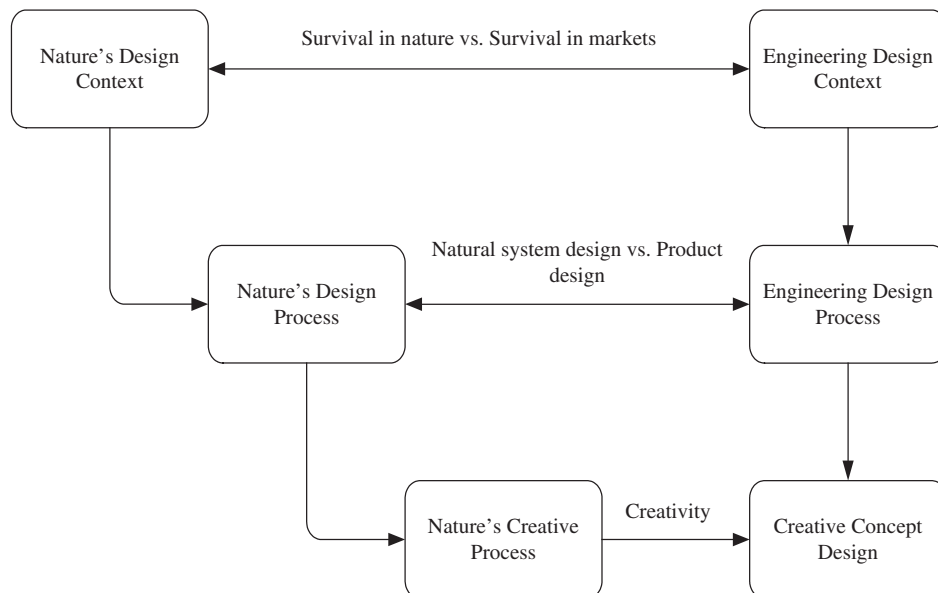 Nature’s Design
Context
Survival in nature vs. Survival in markets
Engineering Design
Context
Nature’s Design
Process
Natural system design vs. Product
design
Engineering Design
Process
Nature’s Creative
Process
Creativity
Creative Concept
Design